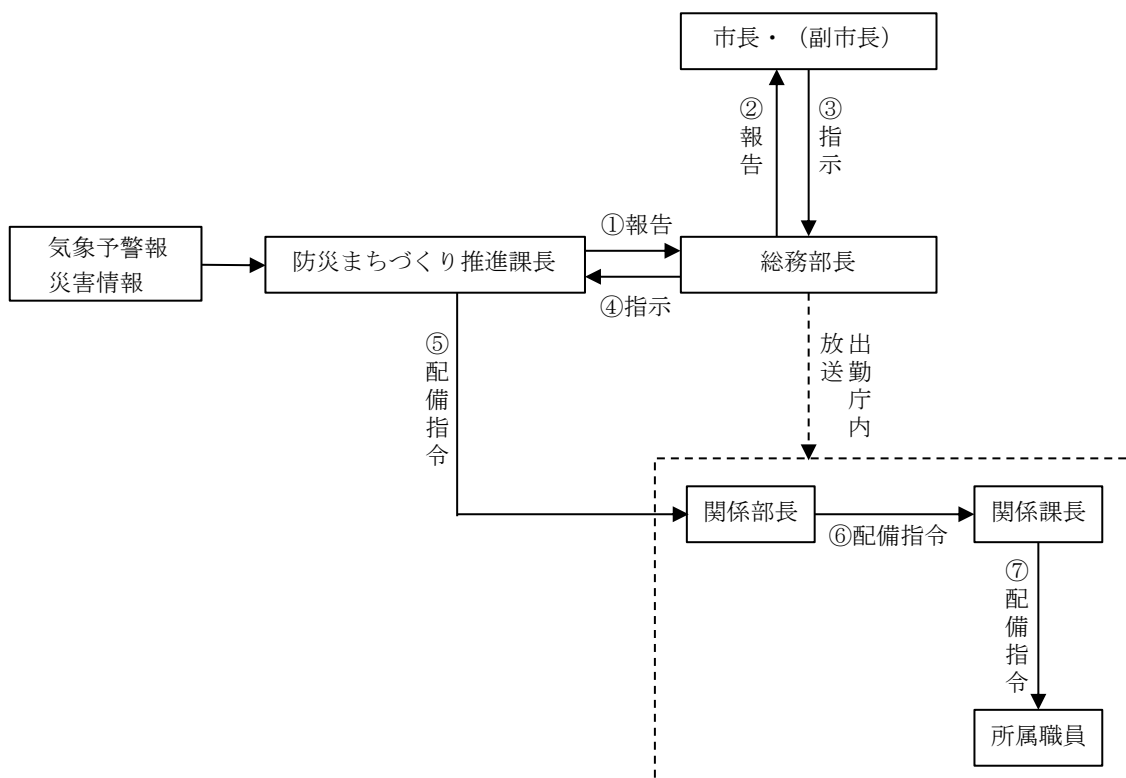 市長・（副市長）
②報告
③指示
①報告
気象予警報
災害情報
防災まちづくり推進課長
総務部長
④指示
⑤配備指令
出勤庁内
放送
関係部長
関係課長
⑥配備指令
⑦配備指令
所属職員